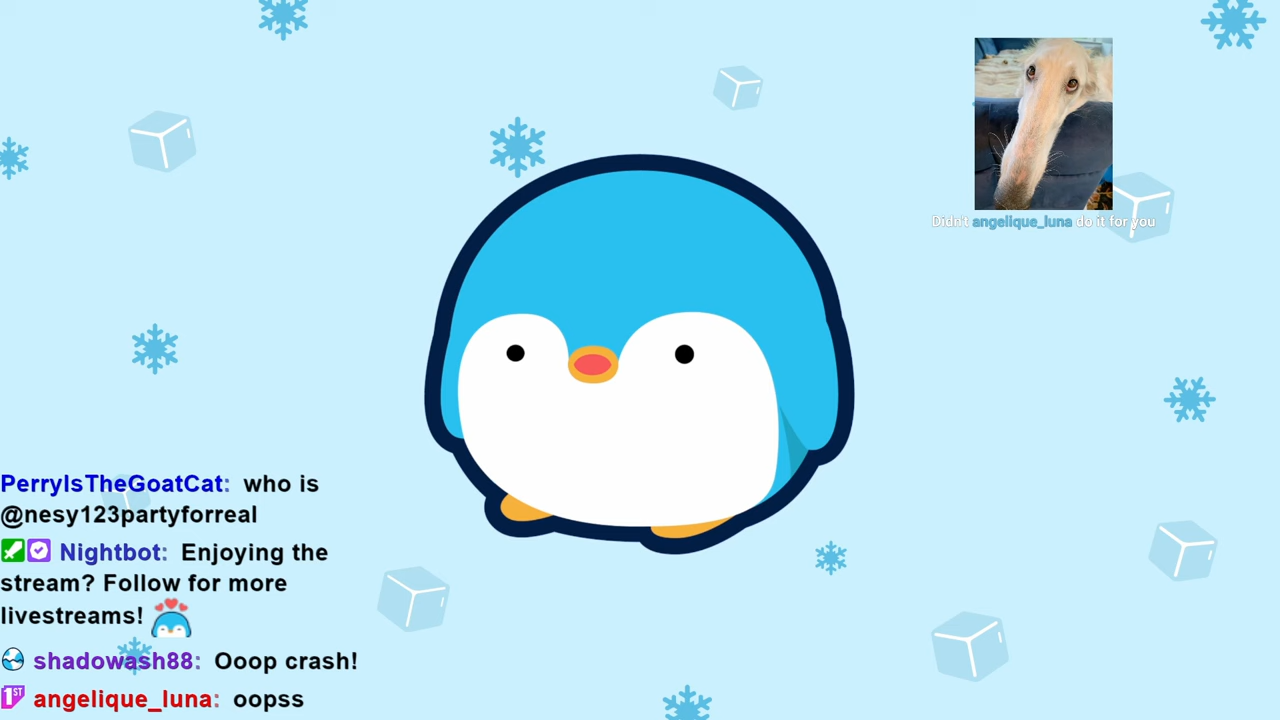 Didn't angelique_luna do it for you
PerryIsTheGoatCat: who is
@nesy123partyforreal
Nightbot: Enjoying the
stream? Follow for more
livestreams!
shadowash88: Ooop crash!
1ST angelique_luna: oopss